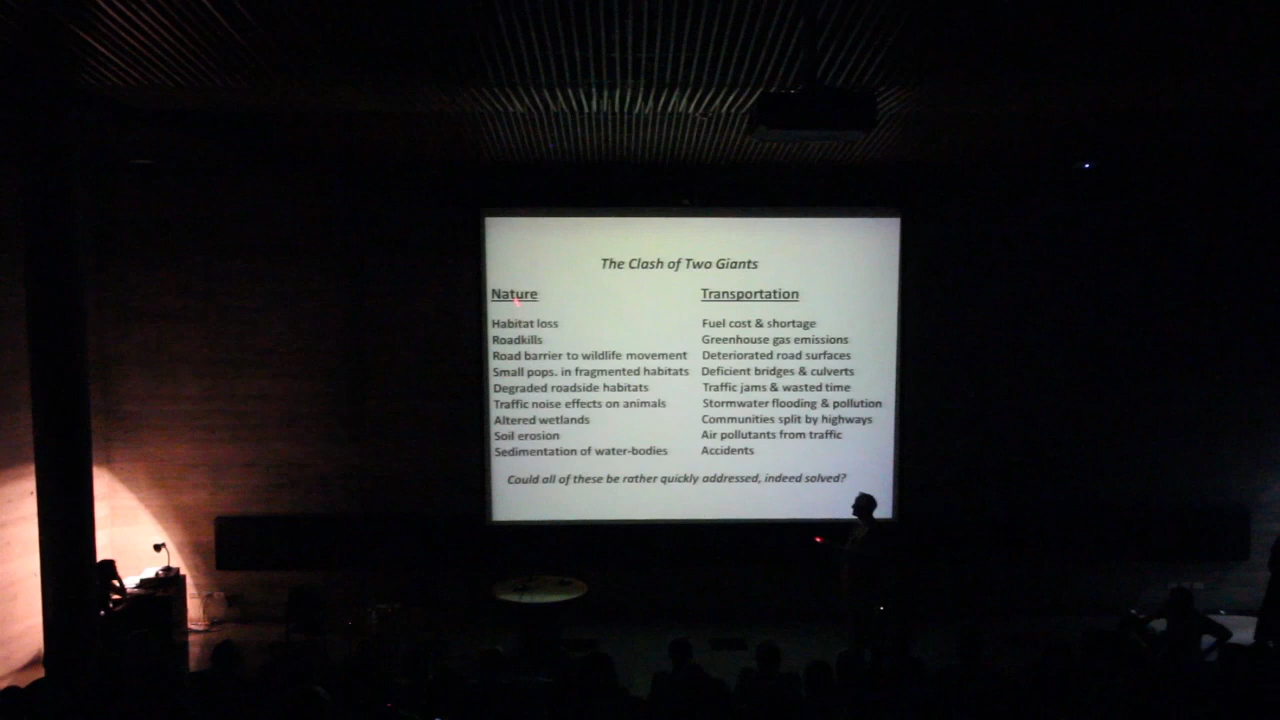 The Clash of Two Giants
Nature Transportation
Habitat loss Fuel cost & shortage
Roadkills Greenhouse gas emissions
Road barrier to wildlife movement Deteriorated road surfaces
Small pops. in fragmented habitats Deficient bridges & culverts
Degraded roadside habitats Traffic jams & wasted time
Traffic noise effects on animals Stormwater flooding & pollution
Altered wetlands Communities split by highways
Soil erosion Air pollutants from traffic
Sedimentation of water-bodies Accidents
Could all of these be rather quickly addressed, indeed solved?